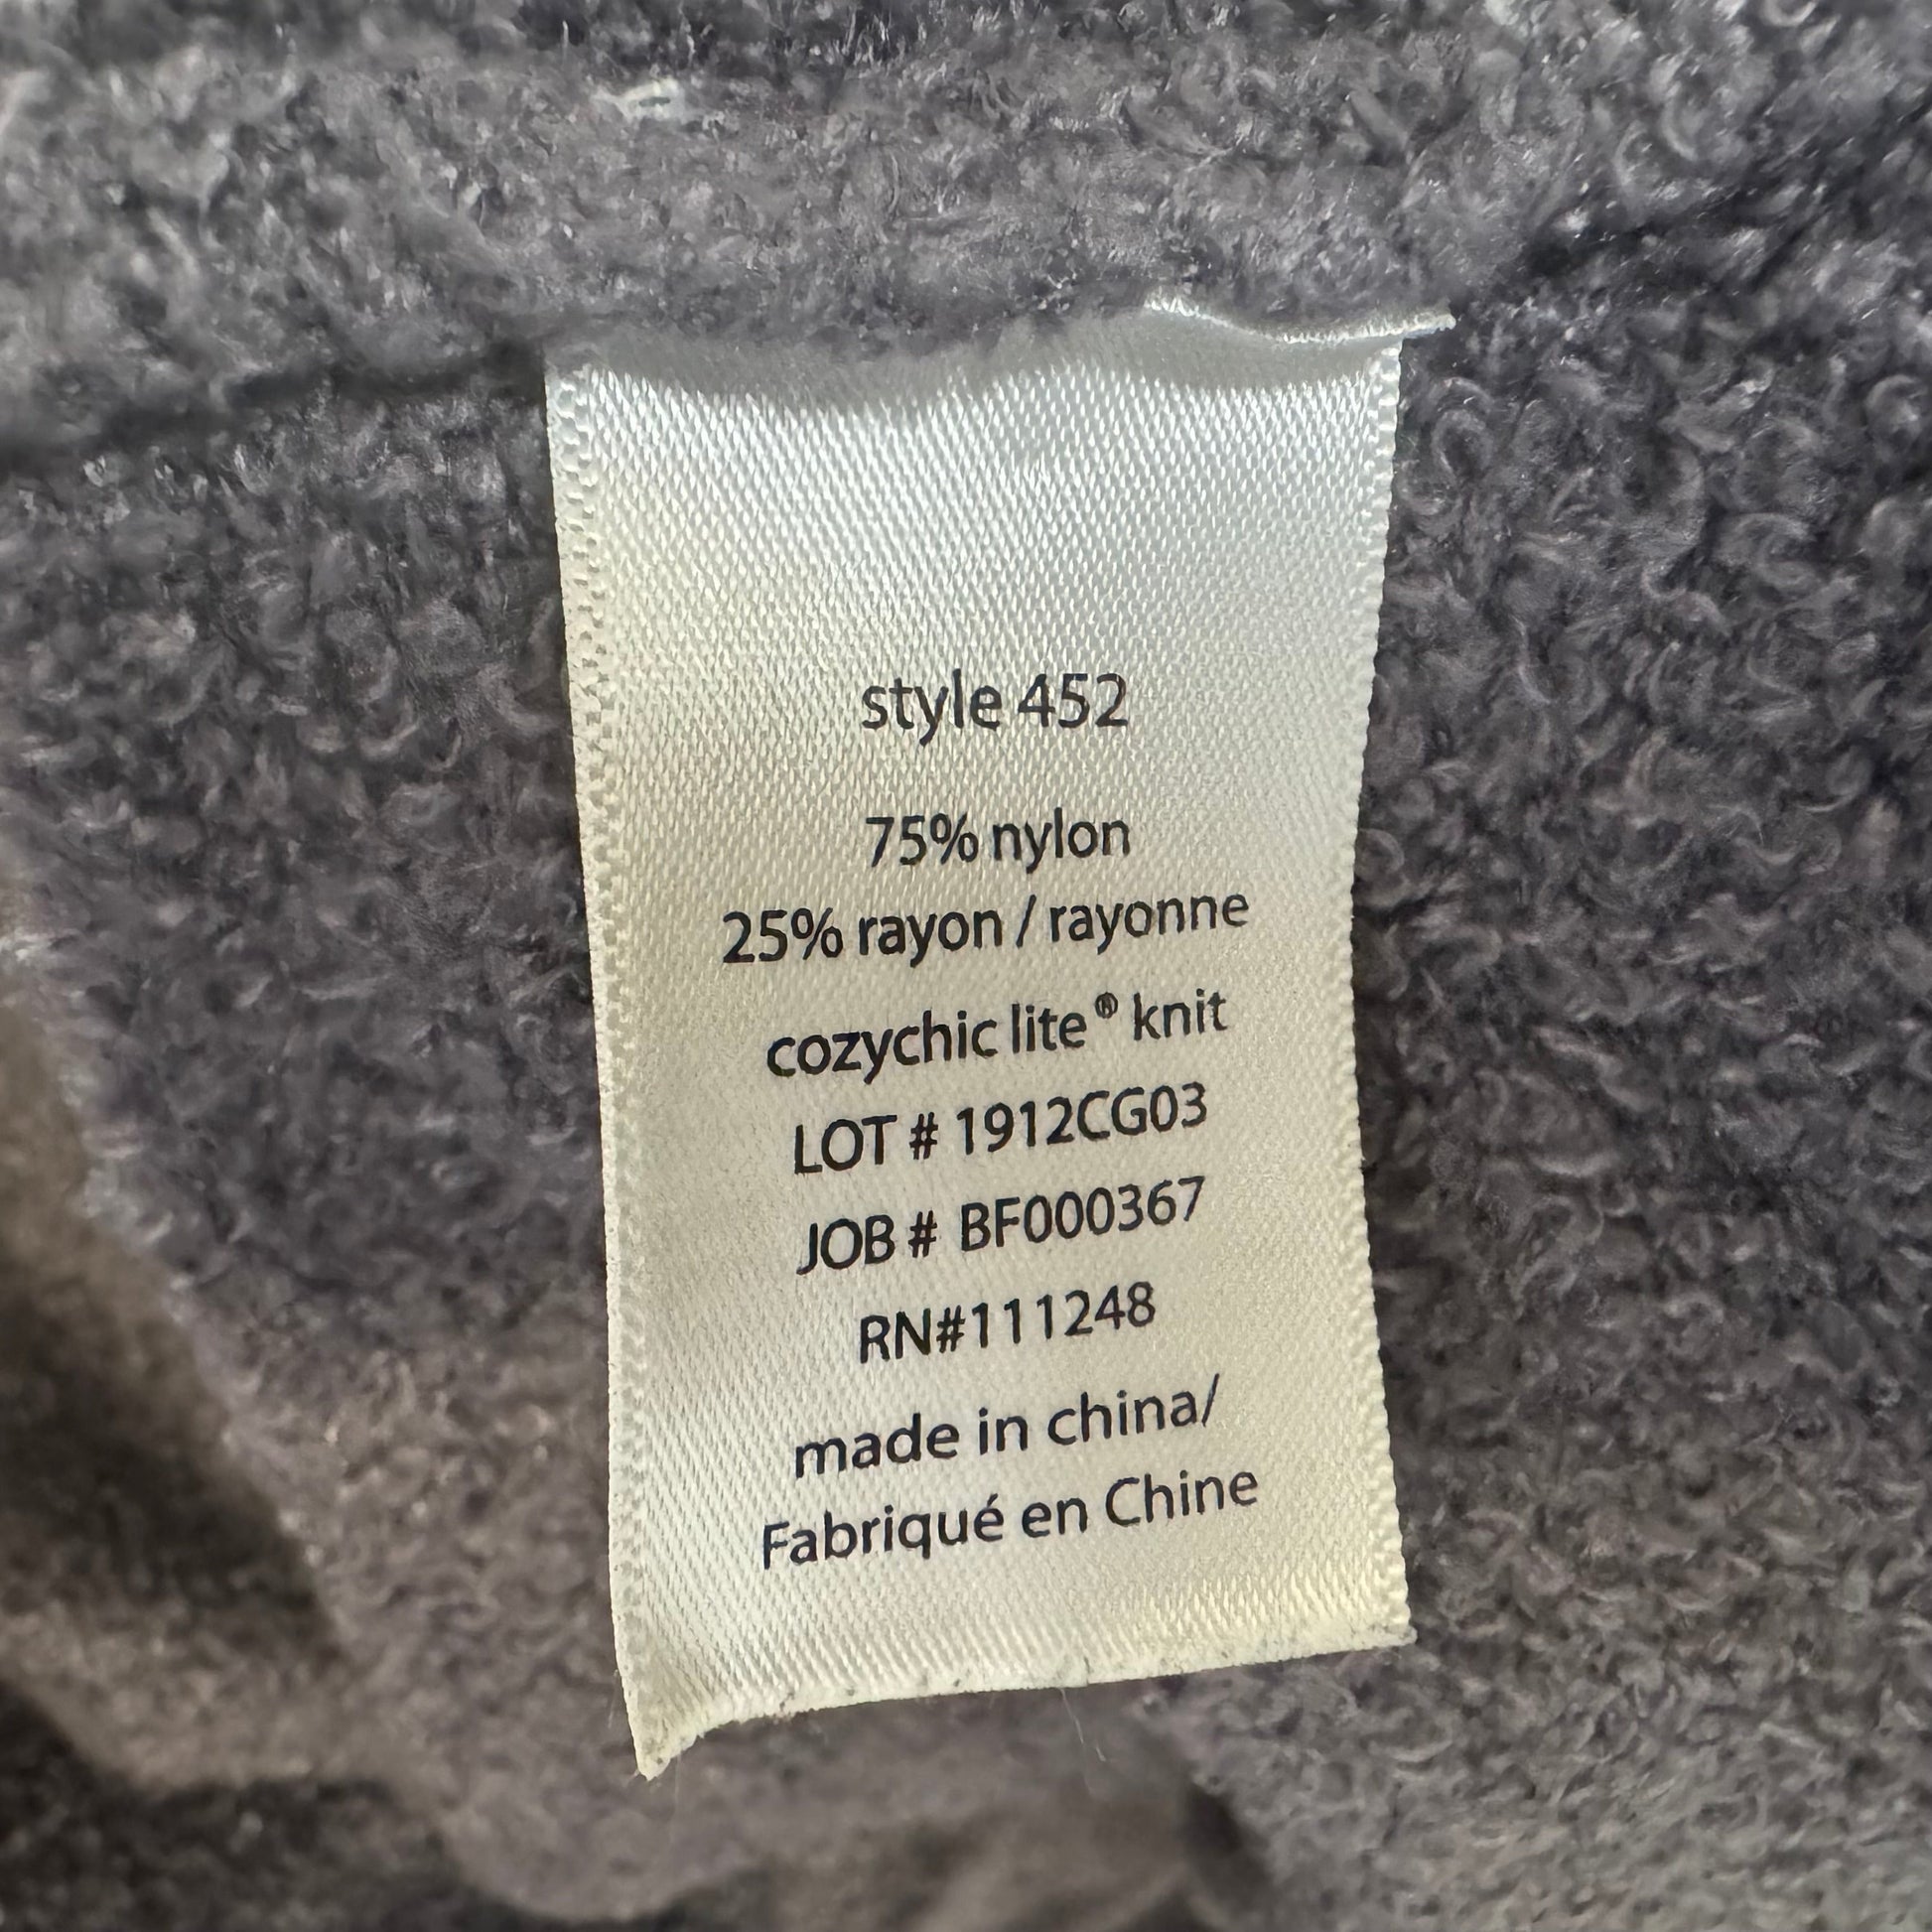 style 452
75% nylon
25% rayon / rayonne
cozychic lite® knit
LOT # 1912CG03
JOB # BF000367
RN#111248
made in china/
Fabriqué en Chine